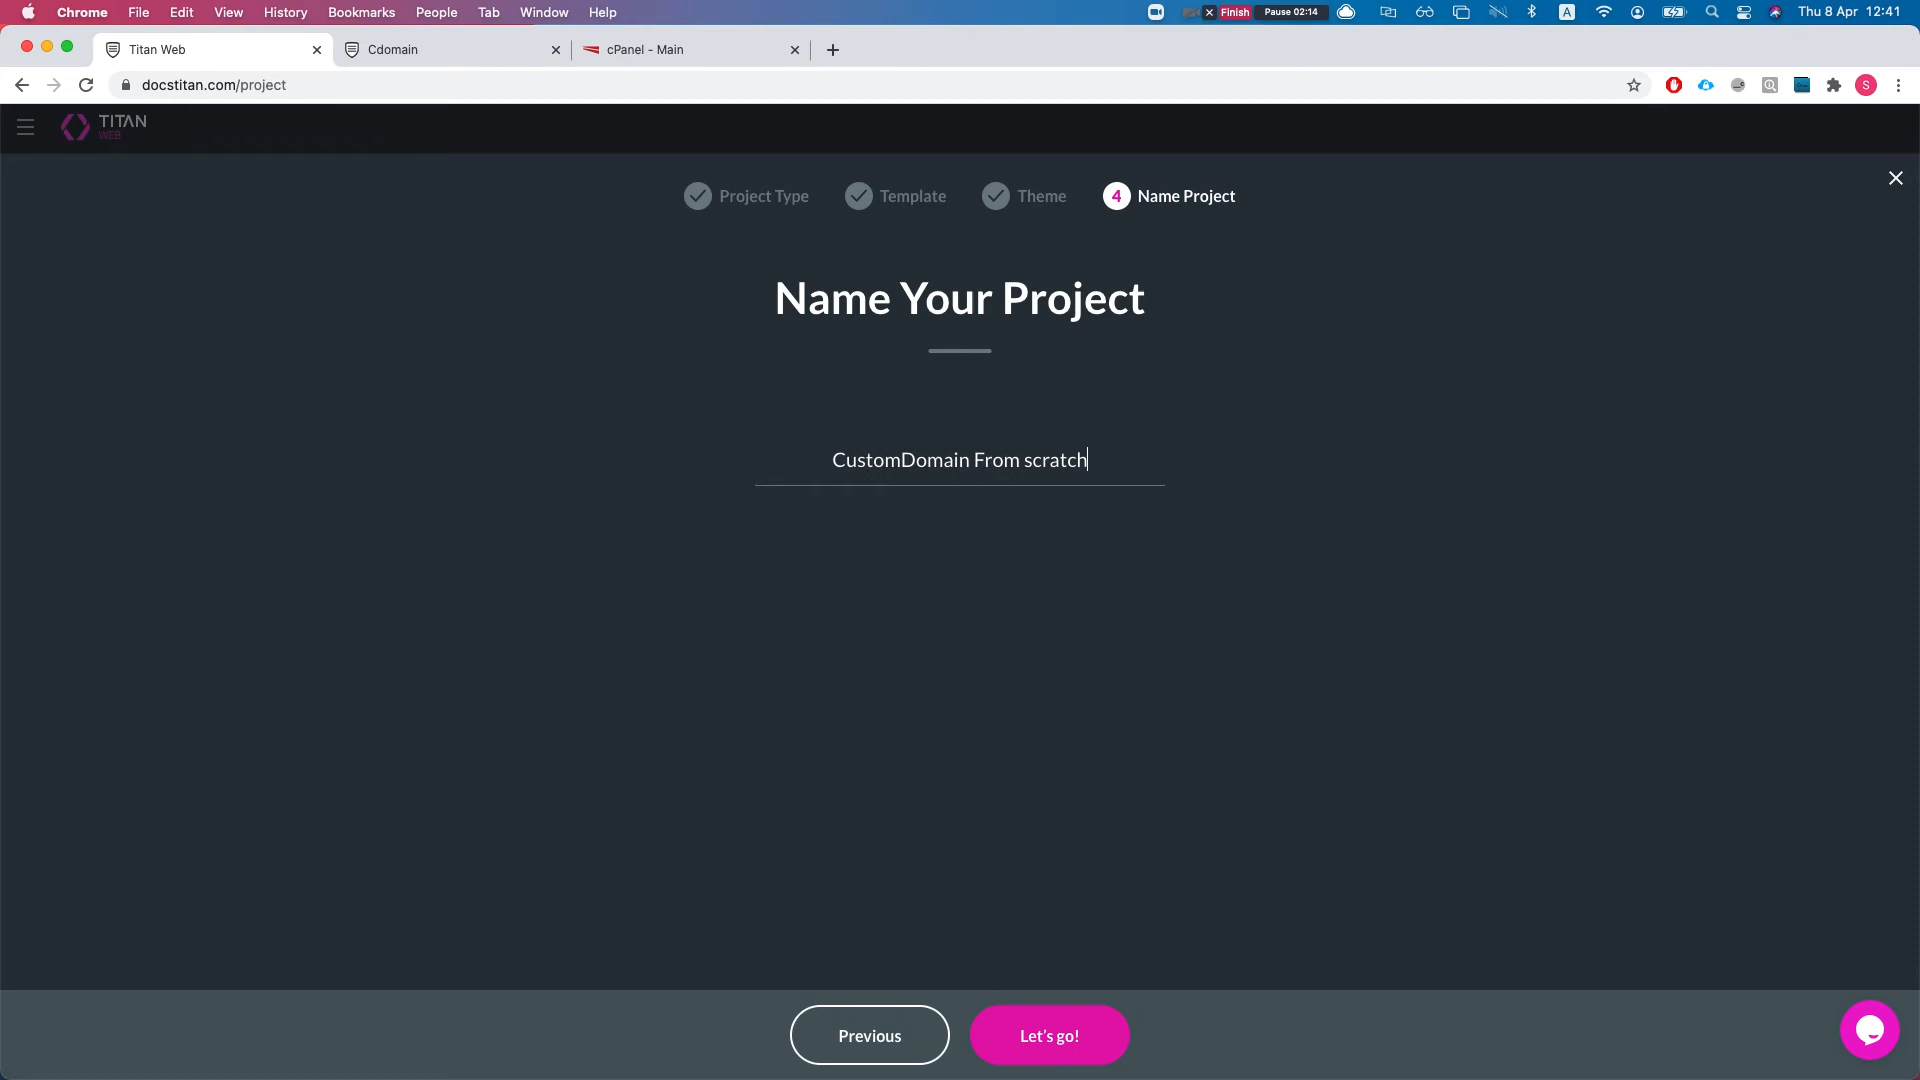 Chrome File Edit View History Bookmarks People Tab Window Help Finish Pause 02:14 A Thu 8 Apr 12:41
Titan Web Cdomain cPanel - Main
docstitan.com/project S
TITAN
WEB
Project Type Template Theme 4 Name Project
Name Your Project
CustomDomain From scratch
Previous Let's go!